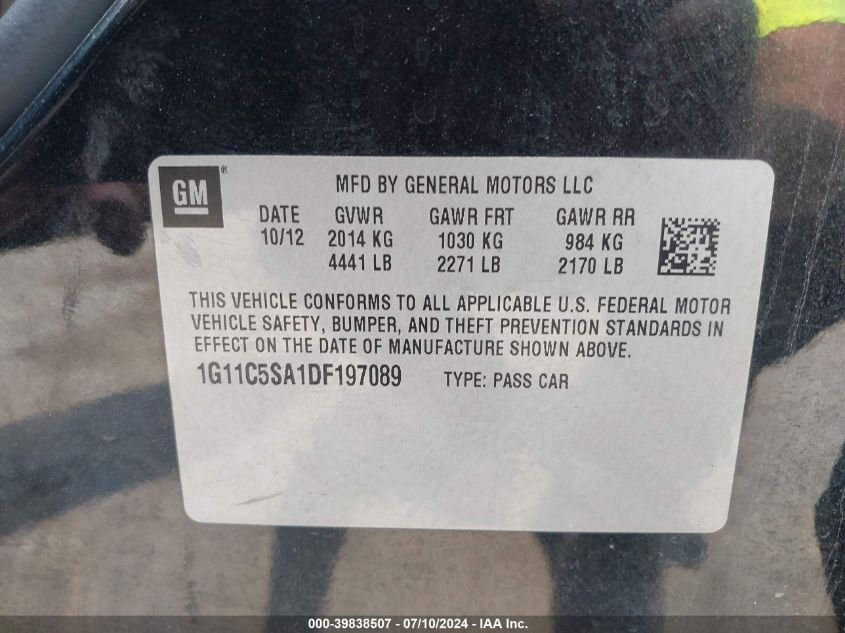 GM®
MFD BY GENERAL MOTORS LLC
DATE GVWR GAWR FRT GAWR RR
10/12 2014 KG 1030 KG 984 KG
4441 LB 2271 LB 2170 LB
THIS VEHICLE CONFORMS TO ALL APPLICABLE U.S. FEDERAL MOTOR
VEHICLE SAFETY, BUMPER, AND THEFT PREVENTION STANDARDS IN
EFFECT ON THE DATE OF MANUFACTURE SHOWN ABOVE.
1G11C5SA1DF197089 TYPE: PASS CAR
000-39838507 - 07/10/2024 - IAA Inc.